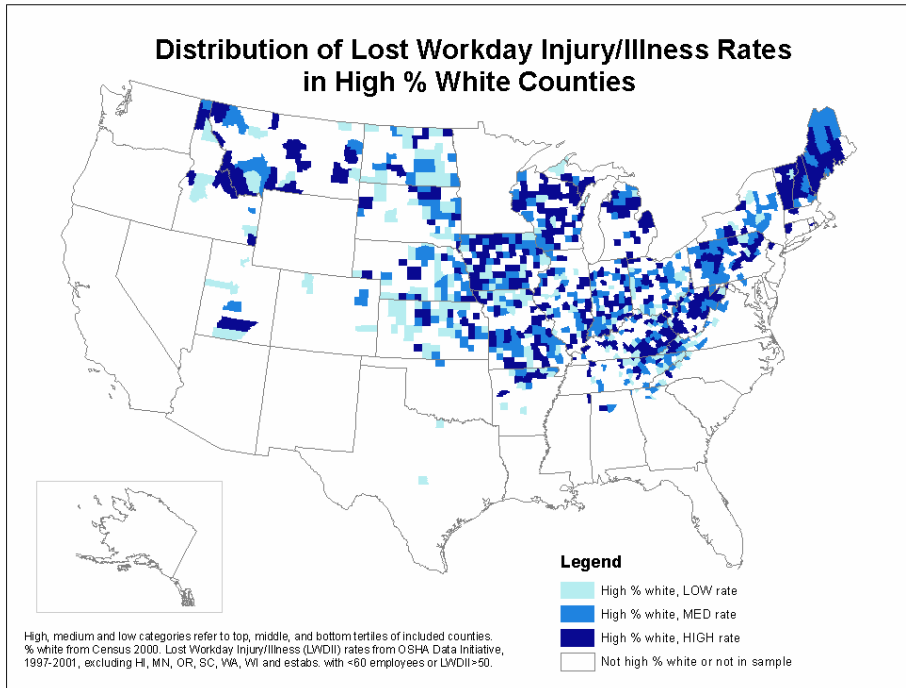 Distribution of Lost Workday Injury/Illness Rates
in High % White Counties
Legend
High % white, LOW rate
High % white, MED rate
High % white, HIGH rate
Not high % white or not in sample
High, medium and low categories refer to top, middle, and bottom tertiles of included counties.
% white from Census 2000. Lost Workday Injury/Illness (LWDII) rates from OSHA Data Initiative,
1997-2001, excluding HI, MN, OR, SC, WA, WI and estabs. with <60 employees or LWDII>50.